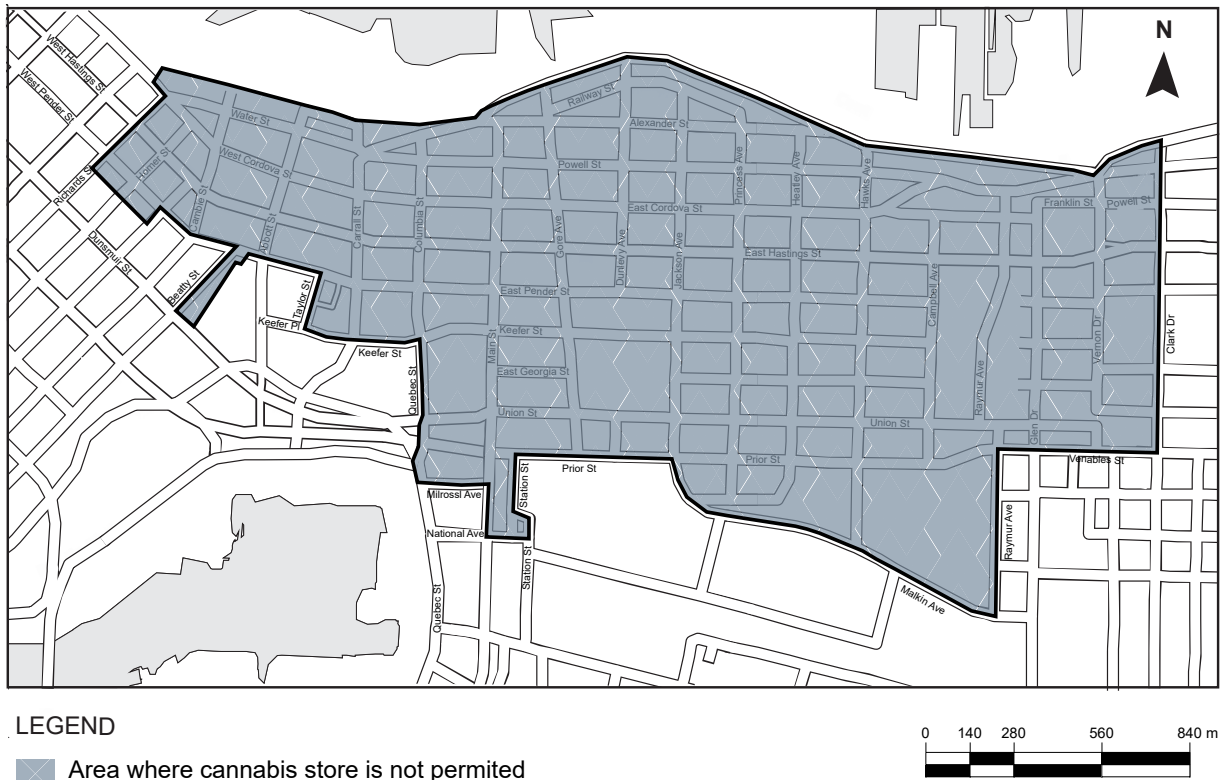 N
West Hastings St
West Pender St
Railway St
Water St
Alexander St
Homer St
West Cordova St
Powell St
Princess Ave
Heatley Ave
Hawks Ave
Richards St
Cambie St
Abbott St
Carrall St
Columbia St
East Cordova St
Franklin St
Powell St
Dunsmuir St
Gore Ave
Dunlevy Ave
Jackson Ave
East Hastings St
Beatty St
Taylor St
East Pender St
Campbell Ave
Keefer Pl
Keefer St
Main St
Keefer St
Vernon Dr
Clark Dr
East Georgia St
Quebec St
Raymur Ave
Union St
Union St
Glen Dr
Prior St
Prior St
Venables St
Station St
Milrossl Ave
National Ave
Raymur Ave
Station St
Quebec St
Malkin Ave
LEGEND
Area where cannabis store is not permitted
0 140 280 560 840 m